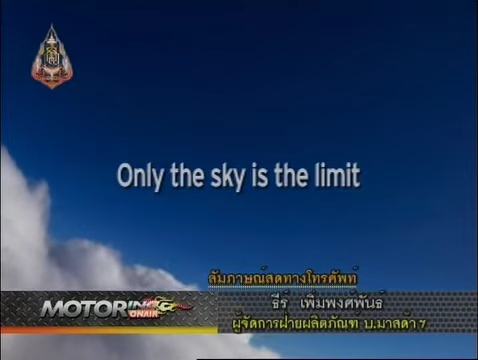 Only the sky is the limit
สัมภาษณ์สดทางโทรศัพท์
MOTORING
ONAIR
ธีร์ เพิ่มพงศ์พันธ์
ผู้จัดการฝ่ายผลิตภัณฑ์ บ.มาสด้าฯ